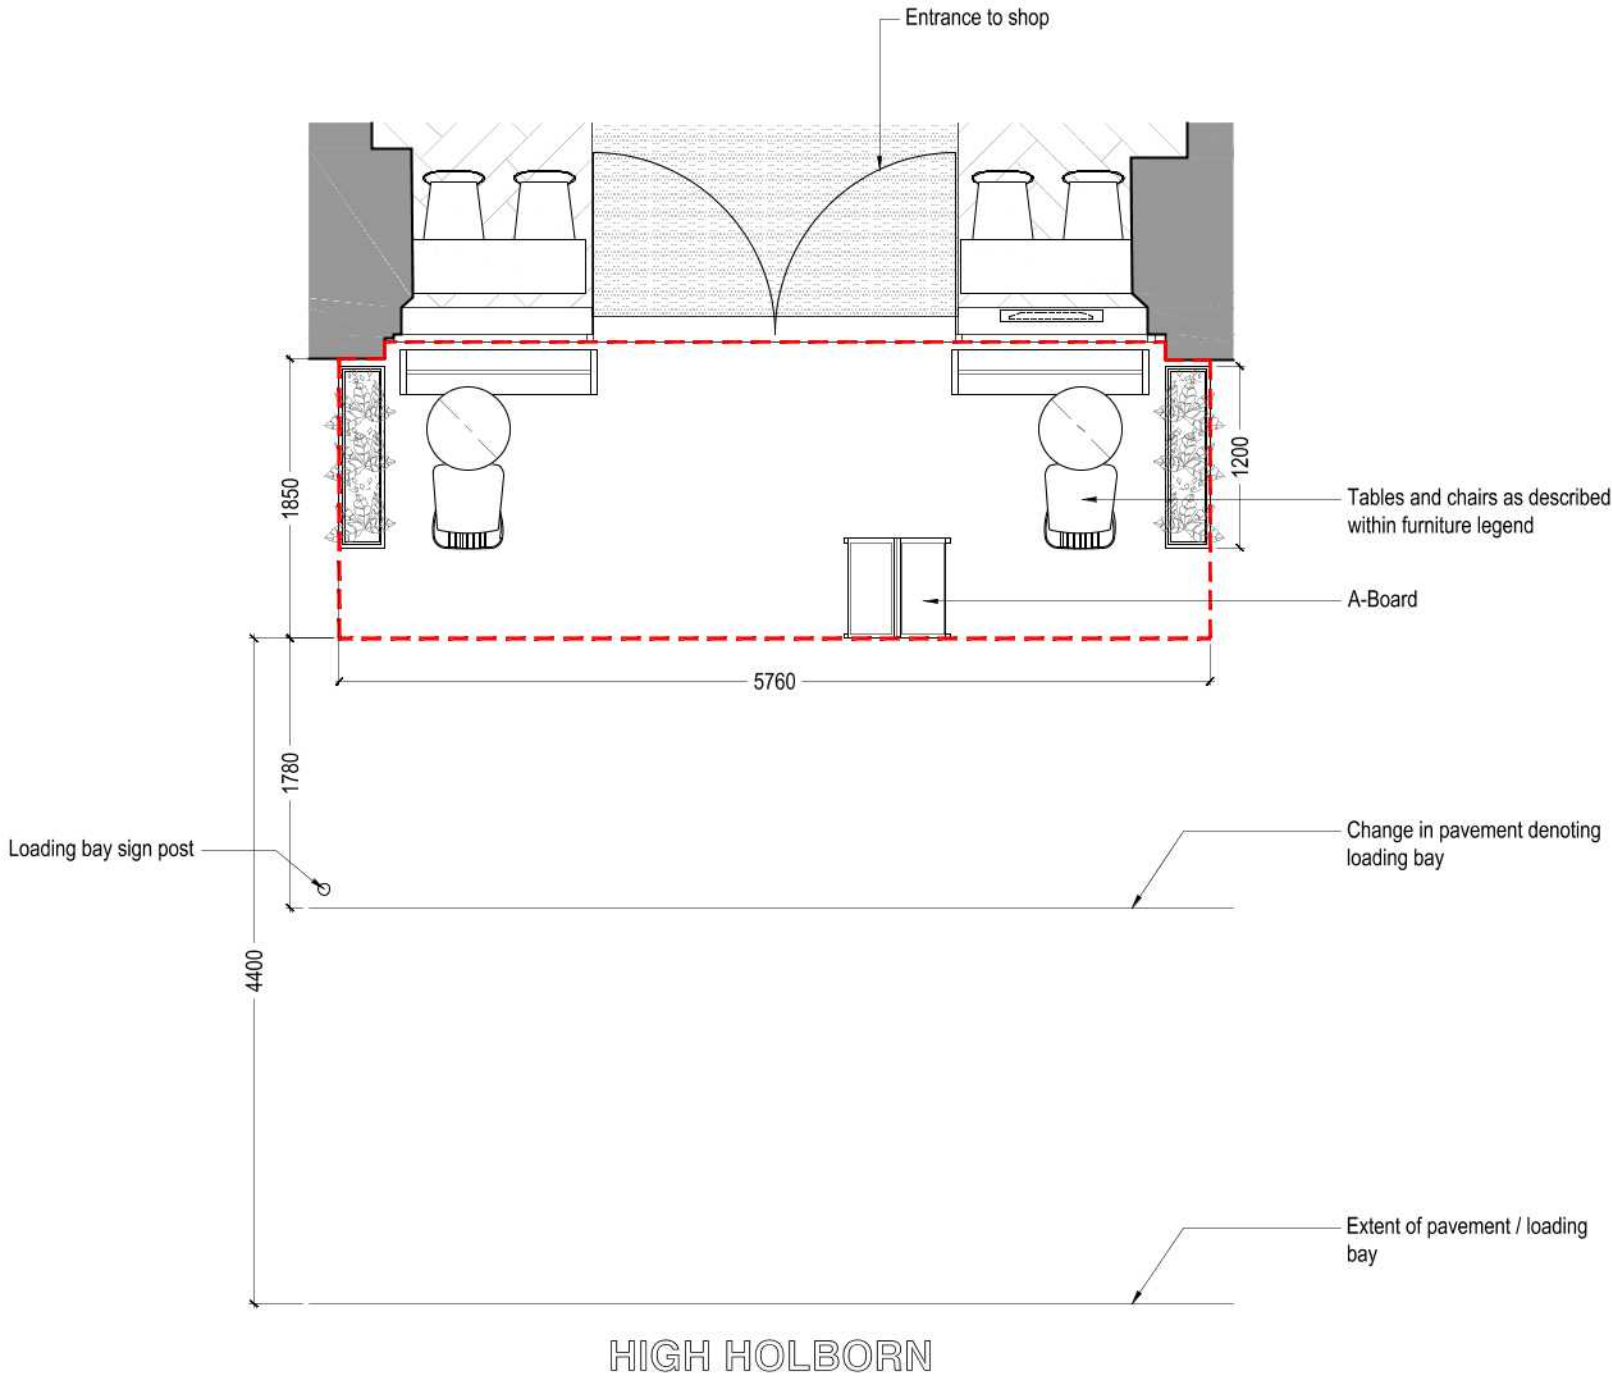 Entrance to shop
1850
1200
Tables and chairs as described
within furniture legend
A-Board
5760
1780
Loading bay sign post
Change in pavement denoting
loading bay
4400
Extent of pavement / loading
bay
HIGH HOLBORN